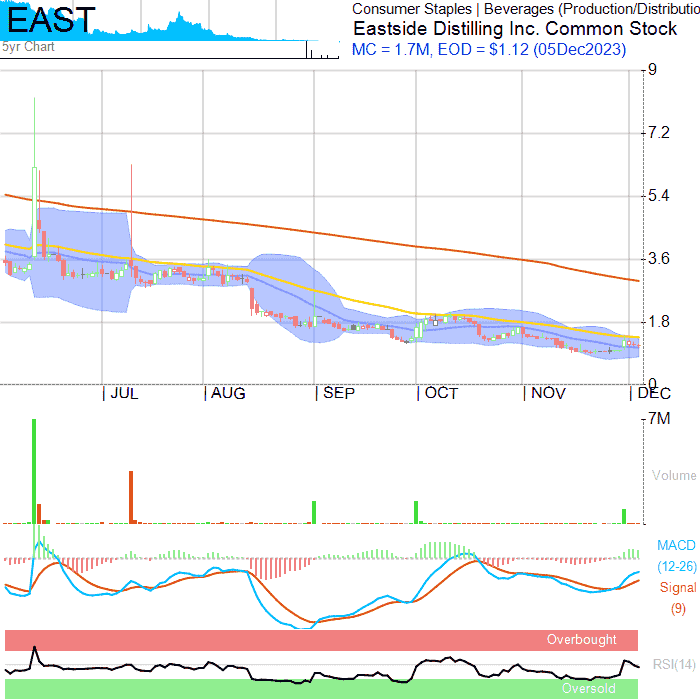 EAST
5yr Chart
Consumer Staples | Beverages (Production/Distributio
Eastside Distilling Inc. Common Stock
MC = 1.7M, EOD = $1.12 (05Dec2023)
9
7.2
5.4
3.6
1.8
0
JUL
AUG
SEP
OCT
NOV
DEC
7M
Volume
MACD
(12-26)
Signal
(9)
Overbought
RSI(14)
Oversold